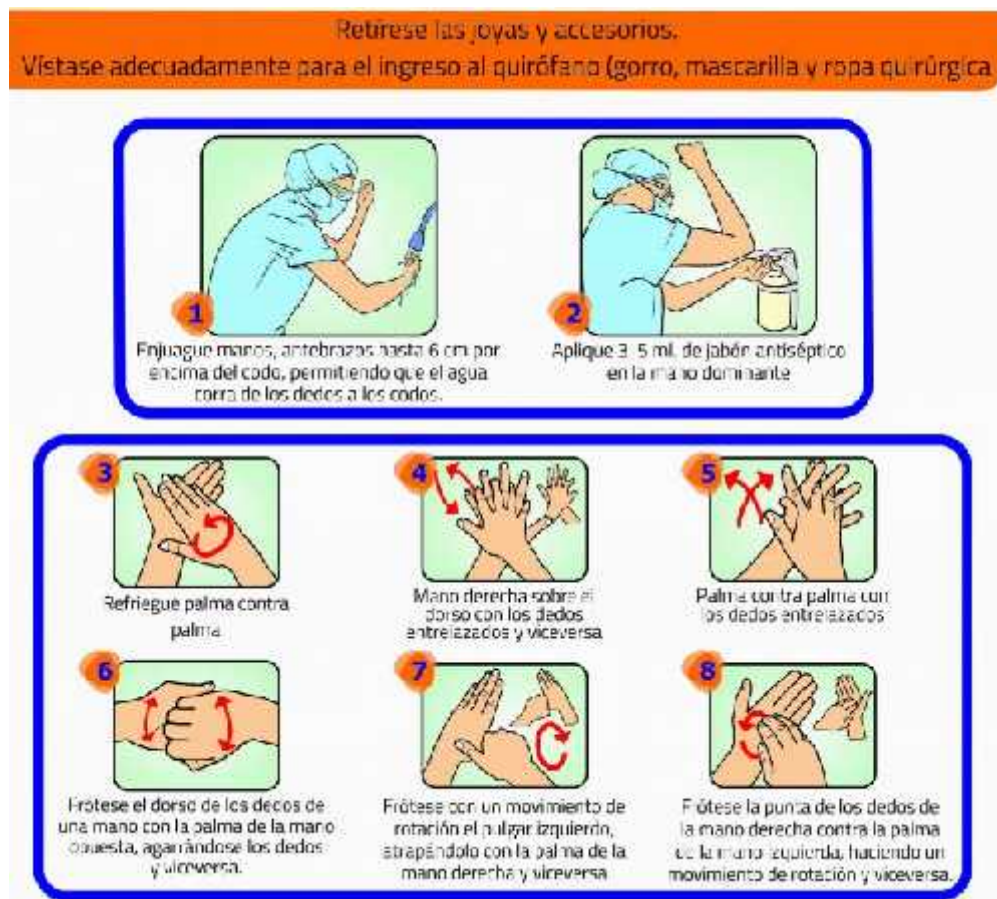 Retírese las joyas y accesorios.
Vístase adecuadamente para el ingreso al quirófano (gorro, mascarilla y ropa quirúrgica
1
Enjuague manos, antebrazos hasta 6 cm por
encima del codo, permitiendo que el agua
corra de los dedos a los codos.
2
Aplique 3-5 ml. de jabón antiséptico
en la mano dominante
3
Refriegue palma contra
palma
4
Mano derecha sobre el
dorso con los dedos
entrelazados y viceversa
5
Palma contra palma con
los dedos entrelazados
6
Frótese el dorso de los dedos de
una mano con la palma de la mano
opuesta, agarrándose los dedos
y viceversa.
7
Frótese con un movimiento de
rotación el pulgar izquierdo,
atrapándolo con la palma de la
mano derecha y viceversa
8
Frótese la punta de los dedos de
la mano derecha contra la palma
de la mano izquierda, haciendo un
movimiento de rotación y viceversa.